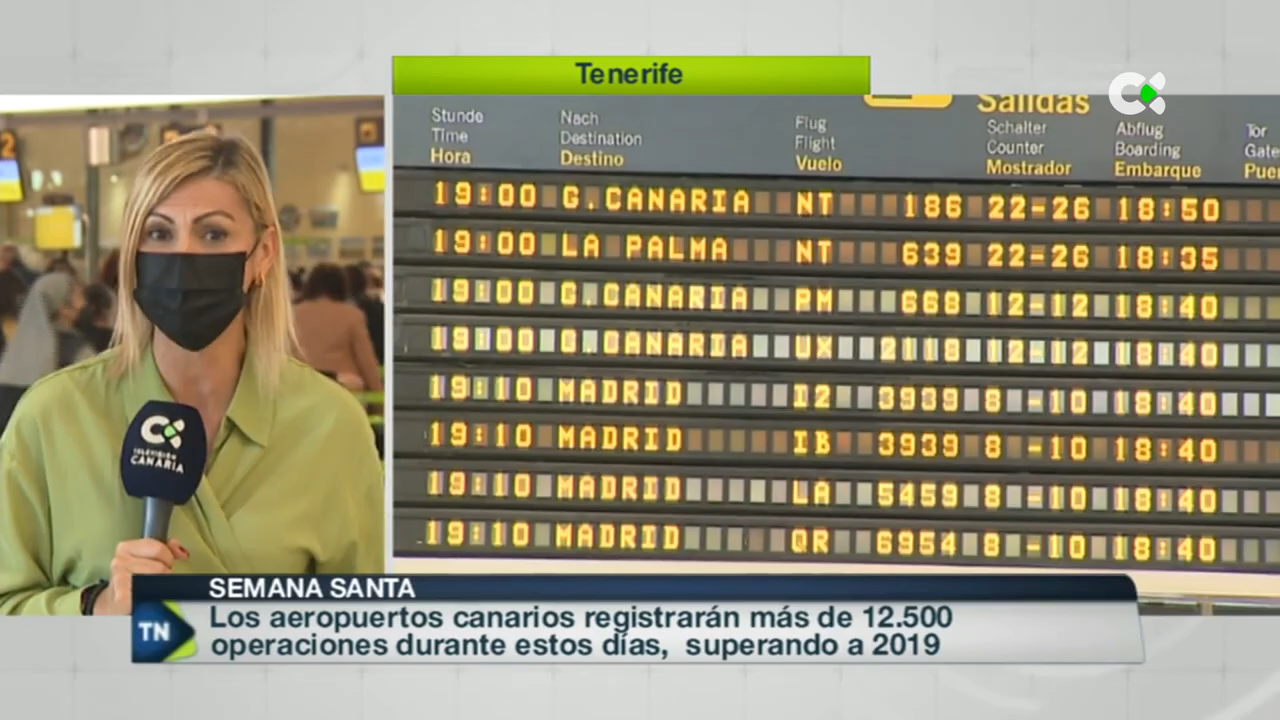 Tenerife
Salidas
Stunde Nach Flug Schalter Abflug Tor
Time Destination Flight Counter Boarding Gate
Hora Destino Vuelo Mostrador Embarque
19:00 G.CANARIA NT 186 22-26 18:50
19:00 LA PALMA NT 639 22-26 18:35
19:00 G.CANARIA PM 668 12-12 18:40
19:00 G.CANARIA UX 2118 12-12 18:40
19:10 MADRID I2 3939 8 -10 18:40
19:10 MADRID IB 3939 8 -10 18:40
19:10 MADRID LA 5459 8 -10 18:40
19:10 MADRID QR 6954 8 -10 18:40
2
TELEVISIÓN
CANARIA
SEMANA SANTA
TN
Los aeropuertos canarios registrarán más de 12.500
operaciones durante estos días, superando a 2019